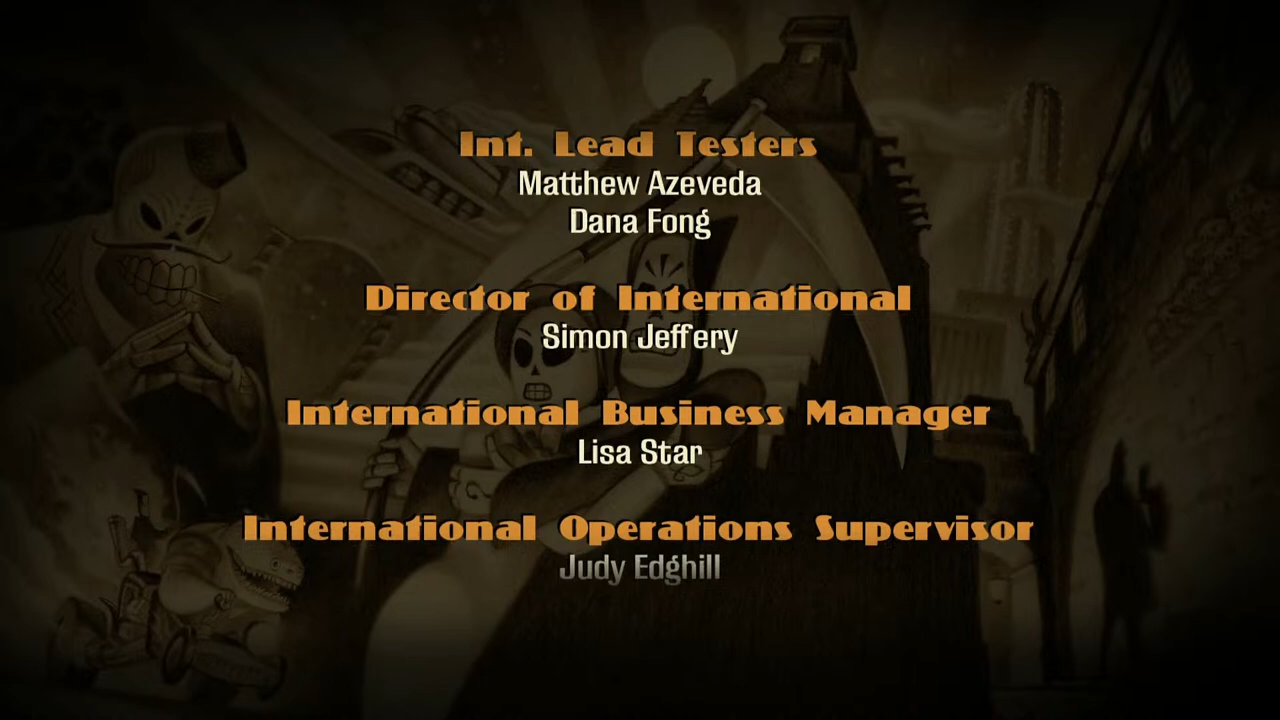 Int. Lead Testers
Matthew Azeveda
Dana Fong
Director of International
Simon Jeffery
International Business Manager
Lisa Star
International Operations Supervisor
Judy Edghill